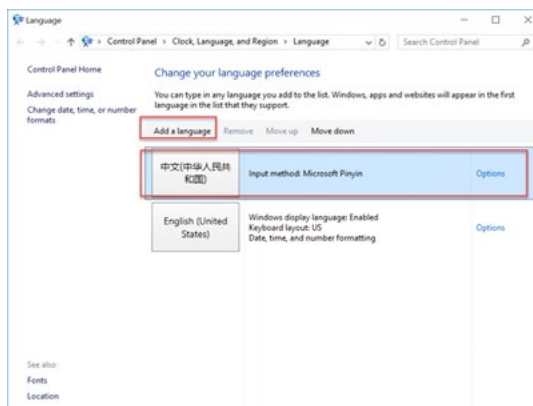 Language
Control Panel > Clock, Language, and Region > Language
Search Control Panel
Control Panel Home
Advanced settings
Change date, time, or number
formats
Change your language preferences
You can type in any language you add to the list. Windows, apps and websites will appear in the first
language in the list that they support.
Add a language Remove Move up Move down
中文(中华人民共
和国)
Input method: Microsoft Pinyin
Options
English (United
States)
Windows display language: Enabled
Keyboard layout: US
Date, time, and number formatting
Options
See also
Fonts
Location